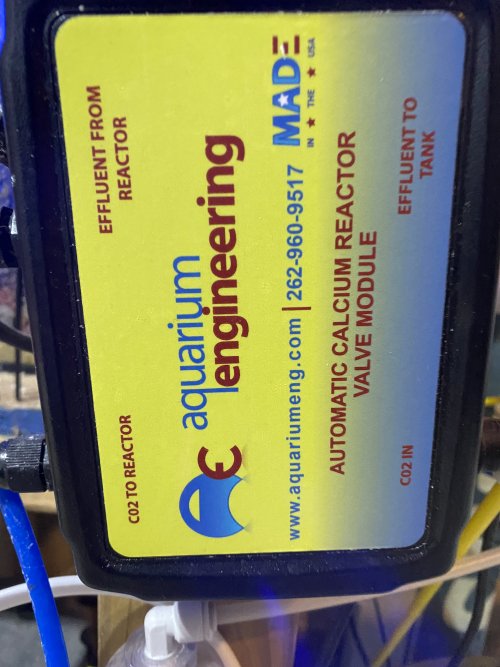 C02 TO REACTOR
EFFLUENT FROM
REACTOR
ae aquarium
engineering
www.aquariumeng.com | 262-960-9517
MADE
IN ★ THE ★ USA
AUTOMATIC CALCIUM REACTOR
VALVE MODULE
C02 IN
EFFLUENT TO
TANK